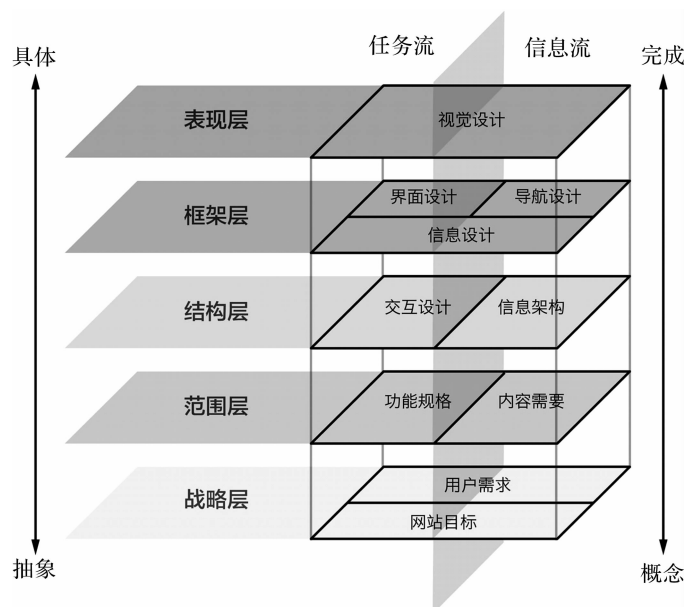 任务流
信息流
具体
完成
表现层
视觉设计
框架层
界面设计
导航设计
信息设计
结构层
交互设计
信息架构
范围层
功能规格
内容需要
战略层
用户需求
网站目标
抽象
概念